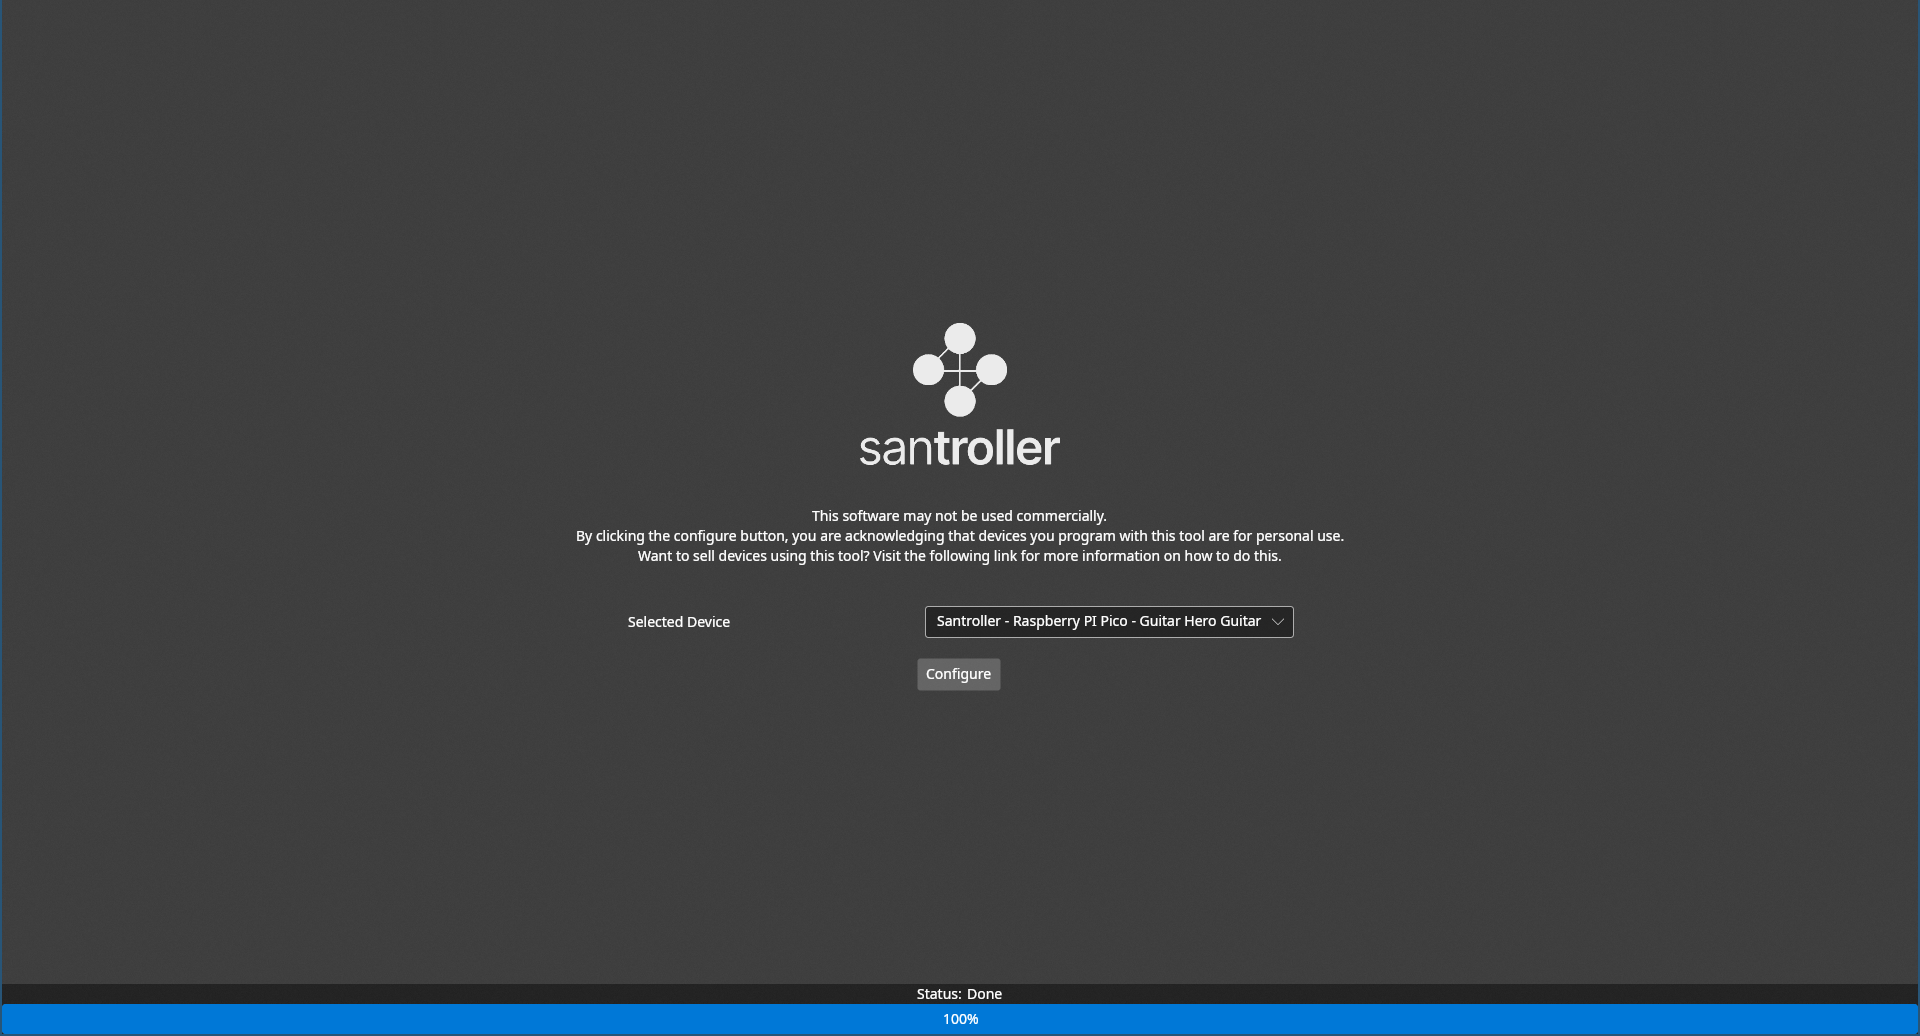 santroller
This software may not be used commercially.
By clicking the configure button, you are acknowledging that devices you program with this tool are for personal use.
Want to sell devices using this tool? Visit the following link for more information on how to do this.
Selected Device
Santroller - Raspberry PI Pico - Guitar Hero Guitar
Configure
Status: Done
100%